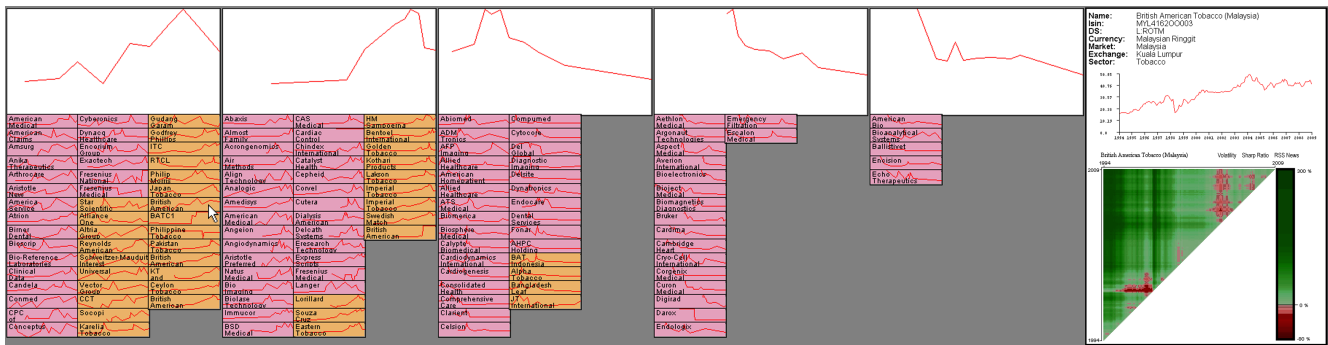 American
Medical
American
Claims
Amsurg
Anika
Therapeutics
Arthrocare
Aristotle
New
America
Service
Atrion
Birner
Dental
Bioscrip
Bio-Reference
Laboratories
Clinical
Data
Candela
Conmed
CPC
of
Conceptus
Cyberonics
Dynacq
Healthcare
Encorium
Group
Exactech
Fresenius
National
Fresenius
Medical
Star
Scientific
Alliance
One
Altria
Group
Reynolds
American
Schweitzer-Mauduit
Interest
Universal
Vector
Group
CCT
Socopi
Karelia
Tobacco
Gudang
Garam
Godfrey
Phillips
ITC
RTCL
Philip
Morris
Japan
Tobacco
British
American
BATC1
Philippine
Tobacco
Pakistan
Tobacco
British
American
KT
and
Ceylon
Tobacco
British
American
Abaxis
Almost
Family
Arrongenomics
Air
Methods
Align
Technology
Analogic
Amedisys
American
Medical
Angeion
Angiodynamics
Aristotle
Preferred
Natus
Medical
Bio
Imaging
Biolase
Technology
Immucor
BSD
Medical
CAS
Medical
Cardiac
Control
Chindex
International
Catalyst
Health
Cepheid
Corvel
Cutera
Dialysis
American
Delcath
Systems
Eresearch
Technology
Express
Scripts
Fresenius
Medical
Langer
Lorillard
Souza
Cruz
Eastern
Tobacco
HM
Sampoerna
Bentoel
International
Golden
Tobacco
Kothari
Products
Lakson
Tobacco
Imperial
Tobacco
Imperial
Tobacco
Swedish
Match
British
American
Abiomed
ADM
Tronics
AFP
Imaging
Allied
Healthcare
American
Homepatient
Allied
Healthcare
ATS
Medical
Biomerica
Biosphere
Medical
Calypte
Biomedical
Cardiodynamics
International
Cardiogenesis
Consolidated
Health
Comprehensive
Care
Clarient
Celsion
Compumed
Cytocore
Del
Global
Diagnostic
Imaging
Dynatronics
Endocare
Dental
Services
Fonar
AHPC
Holding
BAT
Indonesia
Alpha
Tobacco
Bangladesh
Leaf
JT
International
Aethlon
Medical
Argonaut
Technologies
Aspect
Medical
Averion
International
Bioelectronics
Bioject
Medical
Biomagnetics
Diagnostics
Bruker
Cardima
Cambridge
Heart
Cryo-Cell
International
Corgenix
Medical
Curon
Medical
Digirad
Darox
Endologix
Emergency
Filtration
Escalon
Medical
American
Bio
Bioanalytical
Systems
Ballistivet
Envision
Echo
Therapeutics
Name: British American Tobacco (Malaysia)
Isin: MYL4162OO003
DS: L:ROTM
Currency: Malaysian Ringgit
Market: Malaysia
Exchange: Kuala Lumpur
Sector: Tobacco
British American Tobacco (Malaysia) Volatility Sharp Ratio RSS News
1994 2009
2009
1994
300 %
0 %
-60 %